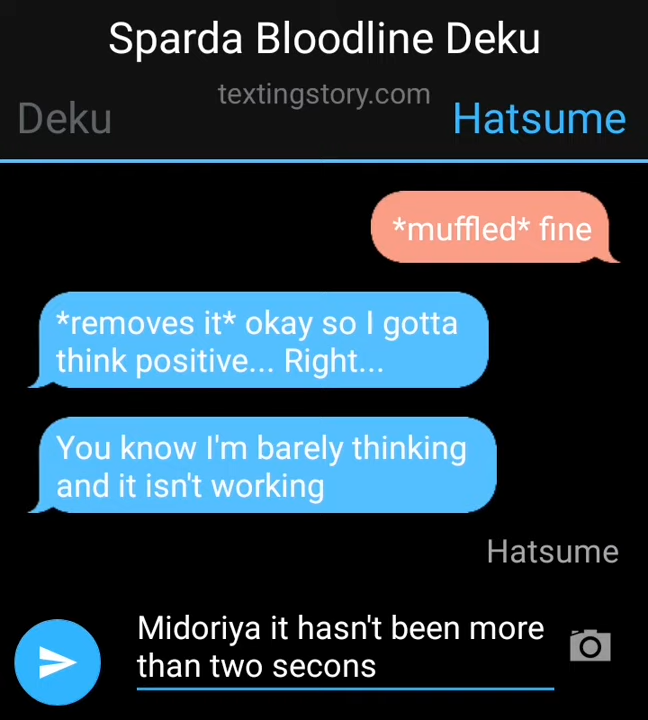 Sparda Bloodline Deku
textingstory.com
Deku
Hatsume
*muffled* fine
*removes it* okay so I gotta
think positive... Right...
You know I'm barely thinking
and it isn't working
Hatsume
Midoriya it hasn't been more
than two secons